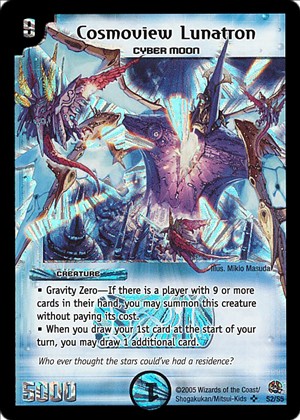 8
Cosmoview Lunatron
CYBER MOON
Illus. Mikio Masuda
CREATURE
▪ Gravity Zero—If there is a player with 9 or more
cards in their hand, you may summon this creature
without paying its cost.
▪ When you draw your 1st card at the start of your
turn, you may draw 1 additional card.
Who ever thought the stars could've had a residence?
5000
©2005 Wizards of the Coast/
Shogakukan/Mitsui-Kids
S2/S5